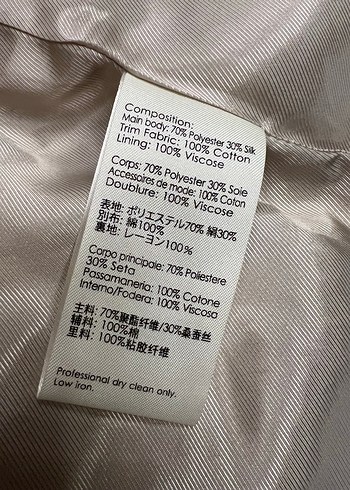 Composition:
Main body: 70% Polyester 30% Silk
Trim Fabric: 100% Cotton
Lining: 100% Viscose
Corps: 70% Polyester 30% Soie
Accessoires de mode: 100% Coton
Doublure: 100% Viscose
表地: ポリエステル70% 絹30%
別布: 綿100%
裏地: レーヨン100%
Corpo principale: 70% Poliestere
30% Seta
Passamaneria: 100% Cotone
Interno/Fodera: 100% Viscosa
主料: 70%聚酯纤维/30%桑蚕丝
辅料: 100%棉
里料: 100%粘胶纤维
Professional dry clean only.
Low iron.